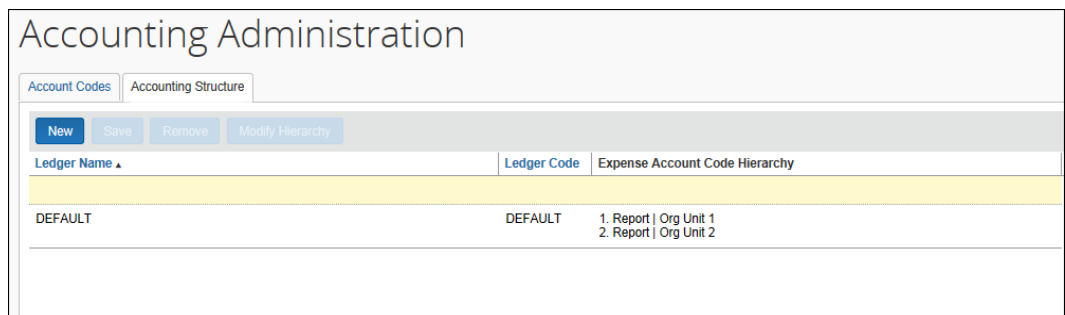 Accounting Administration
Account Codes Accounting Structure
New Save Remove Modify Hierarchy
Ledger Name ▲ Ledger Code Expense Account Code Hierarchy
DEFAULT DEFAULT 1. Report | Org Unit 1
2. Report | Org Unit 2